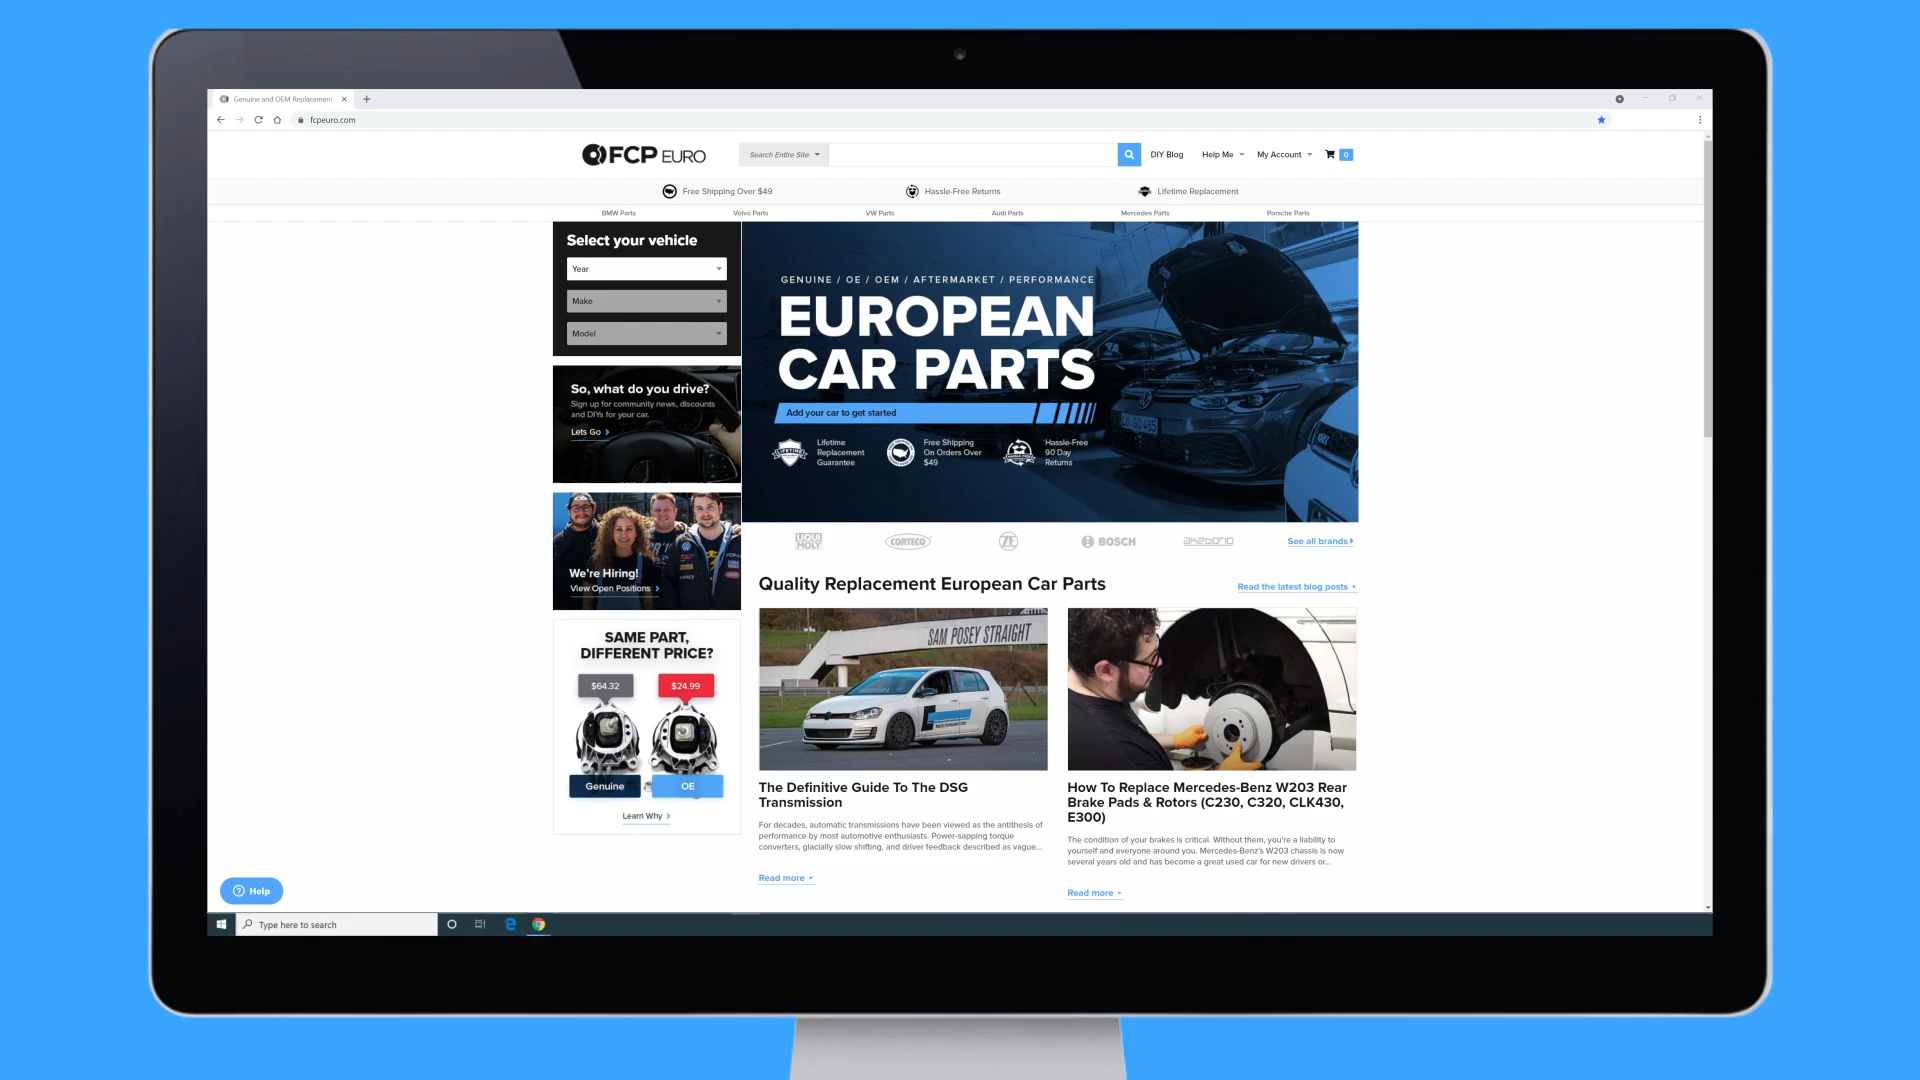 Genuine and OEM Replacement
fcpeuro.com
FCP EURO
Search Entire Site
DIY Blog
Help Me
My Account
0
Free Shipping Over $49
Hassle-Free Returns
Lifetime Replacement
BMW Parts
Volvo Parts
VW Parts
Audi Parts
Mercedes Parts
Porsche Parts
Select your vehicle
Year
Make
Model
GENUINE / OE / OEM / AFTERMARKET / PERFORMANCE
EUROPEAN
CAR PARTS
Add your car to get started
Lifetime
Replacement
Guarantee
Free Shipping
On Orders Over
$49
Hassle-Free
90 Day
Returns
So, what do you drive?
Sign up for community news, discounts
and DIYs for your car.
Lets Go
We're Hiring!
View Open Positions
LIQUI
MOLY
CORTECO
ZF
BOSCH
akebono
See all brands
Quality Replacement European Car Parts
Read the latest blog posts
SAM POSEY STRAIGHT
SAME PART,
DIFFERENT PRICE?
$64.32
$24.99
Genuine
OE
Learn Why
The Definitive Guide To The DSG
Transmission
For decades, automatic transmissions have been viewed as the antithesis of
performance by most automotive enthusiasts. Power-sapping torque
converters, glacially slow shifting, and driver feedback described as vague...
Read more
How To Replace Mercedes-Benz W203 Rear
Brake Pads & Rotors (C230, C320, CLK430,
E300)
The condition of your brakes is critical. Without them, you're a liability to
yourself and everyone around you. Mercedes-Benz's W203 chassis is now
several years old and has become a great used car for new drivers or...
Read more
Help
Type here to search